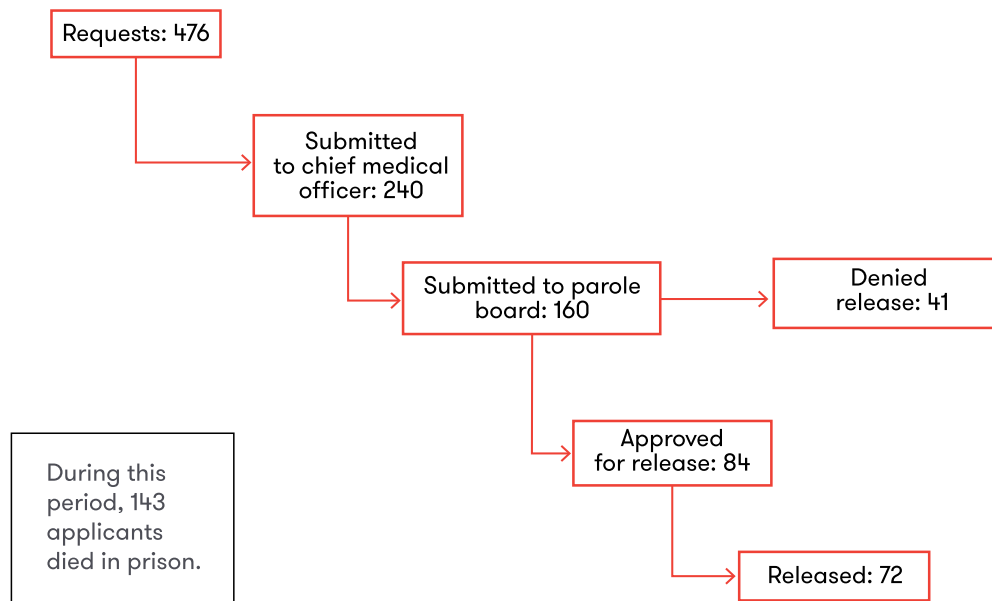 Requests: 476
Submitted
to chief medical
officer: 240
Submitted to parole
board: 160
Denied
release: 41
Approved
for release: 84
During this
period, 143
applicants
died in prison.
Released: 72